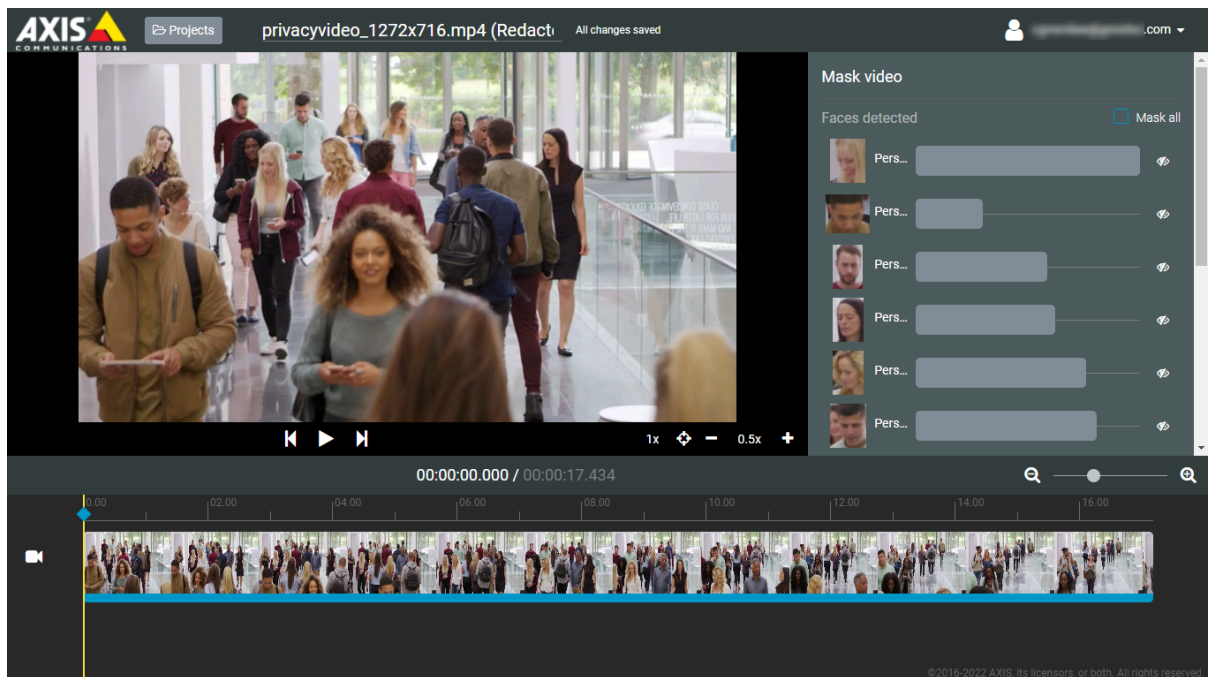 AXIS
COMMUNICATIONS
Projects
privacyvideo_1272x716.mp4 (Redact
All changes saved
.com
Mask video
Faces detected
Mask all
Pers...
Pers...
Pers...
Pers...
Pers...
Pers...
1x
0.5x
00:00:00.000 / 00:00:17.434
0.00
02.00
04.00
06.00
08.00
10.00
12.00
14.00
16.00
©2016-2022 AXIS, its licensors, or both. All rights reserved